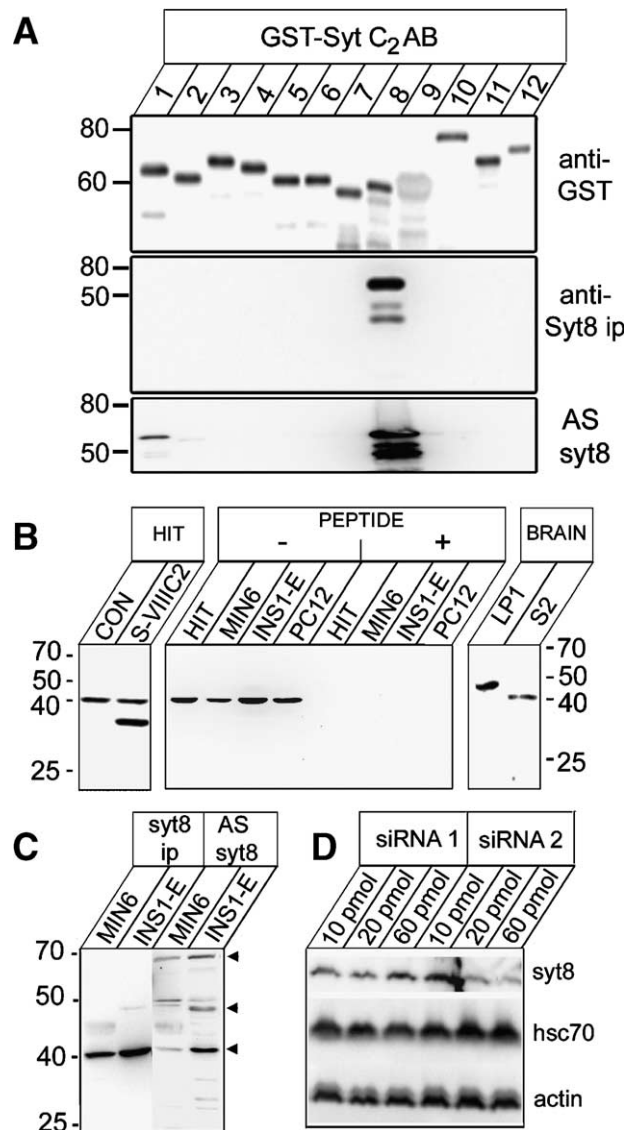 A
GST-Syt C₂AB
1 2 3 4 5 6 7 8 9 10 11 12
80
60
anti-
GST
80
50
anti-
Syt8 ip
80
50
AS
syt8
B
HIT
PEPTIDE
- +
BRAIN
CON S-VIIIC2 HIT MIN6 INS1-E PC12 HIT MIN6 INS1-E PC12 LP1 S2
70 -
50 -
40 -
25 -
-70
-50
-40
-25
C
syt8 AS
ip syt8
MIN6 INS1-E MIN6 INS1-E
70 -
50 -
40 -
25 -
D
siRNA 1 siRNA 2
10 pmol 20 pmol 60 pmol 10 pmol 20 pmol 60 pmol
syt8
hsc70
actin